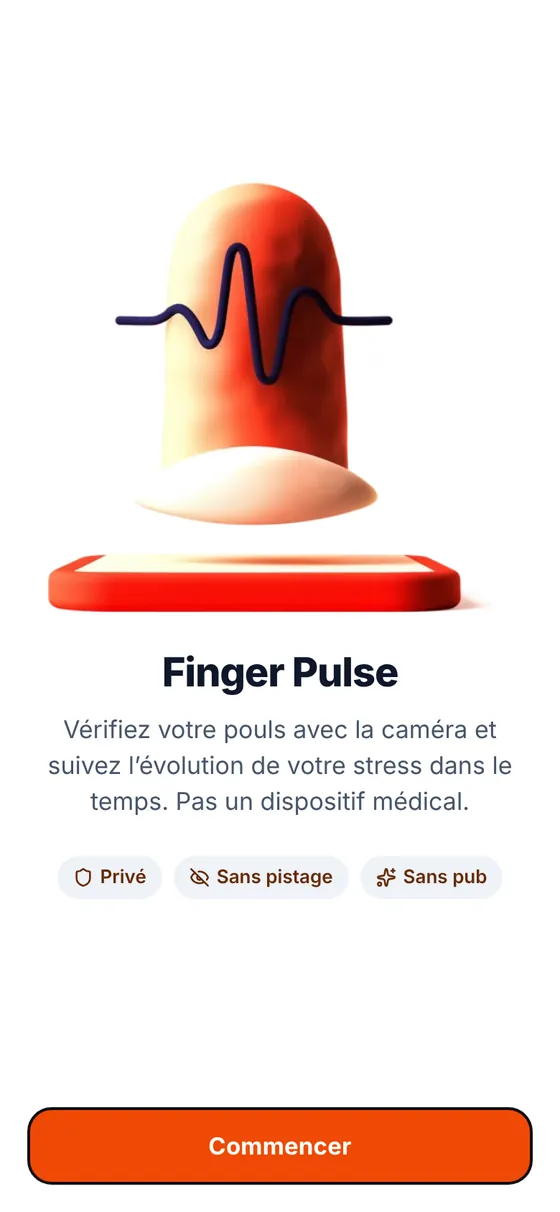 Finger Pulse
Vérifiez votre pouls avec la caméra et
suivez l’évolution de votre stress dans le
temps. Pas un dispositif médical.
Privé
Sans pistage
Sans pub
Commencer